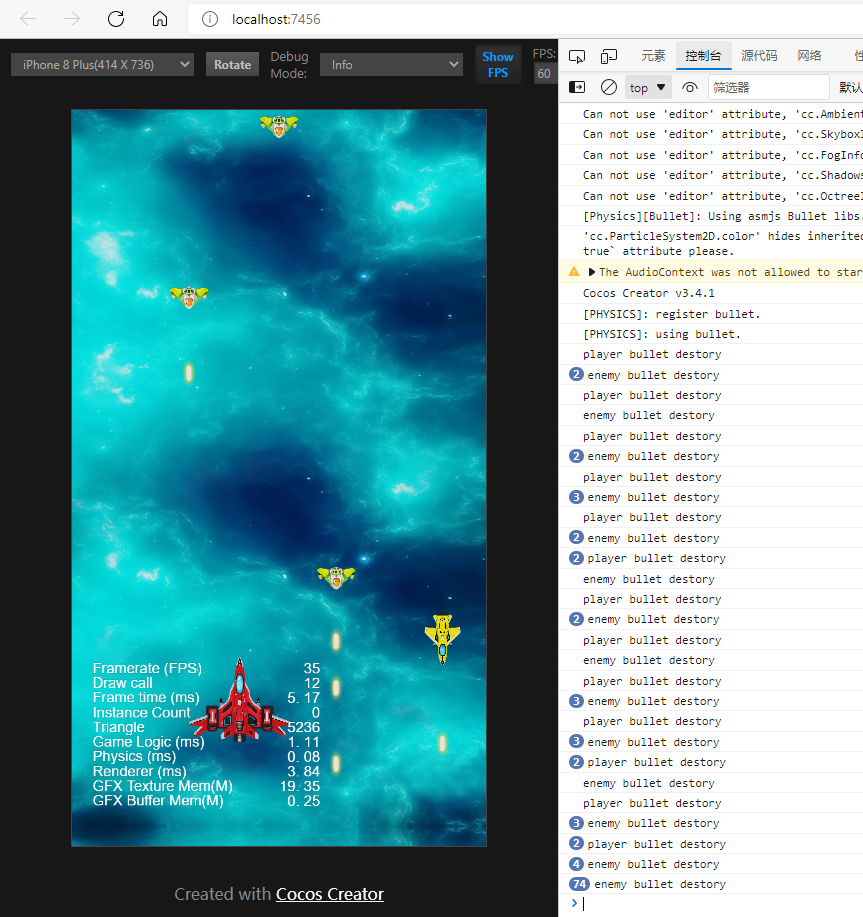 localhost:7456
iPhone 8 Plus(414 X 736)
Rotate
Debug
Mode:
Info
Show
FPS
FPS:
60
元素
控制台
源代码
网络
top
筛选器
默认
Can not use 'editor' attribute, 'cc.Ambient
Can not use 'editor' attribute, 'cc.SkyboxI
Can not use 'editor' attribute, 'cc.FogInfo
Can not use 'editor' attribute, 'cc.Shadows
Can not use 'editor' attribute, 'cc.OctreeI
[Physics][Bullet]: Using asmjs Bullet libs.
'cc.ParticleSystem2D.color' hides inherited
true` attribute please.
The AudioContext was not allowed to star
Cocos Creator v3.4.1
[PHYSICS]: register bullet.
[PHYSICS]: using bullet.
player bullet destory
2 enemy bullet destory
player bullet destory
enemy bullet destory
player bullet destory
2 enemy bullet destory
player bullet destory
3 enemy bullet destory
player bullet destory
2 enemy bullet destory
2 player bullet destory
enemy bullet destory
player bullet destory
2 enemy bullet destory
player bullet destory
enemy bullet destory
player bullet destory
3 enemy bullet destory
player bullet destory
3 enemy bullet destory
2 player bullet destory
enemy bullet destory
player bullet destory
3 enemy bullet destory
2 player bullet destory
4 enemy bullet destory
74 enemy bullet destory
Framerate (FPS) 35
Draw call 12
Frame time (ms) 5.17
Instance Count 0
Triangle 5236
Game Logic (ms) 1.11
Physics (ms) 0.08
Renderer (ms) 3.84
GFX Texture Mem(M) 19.35
GFX Buffer Mem(M) 0.25
Created with Cocos Creator